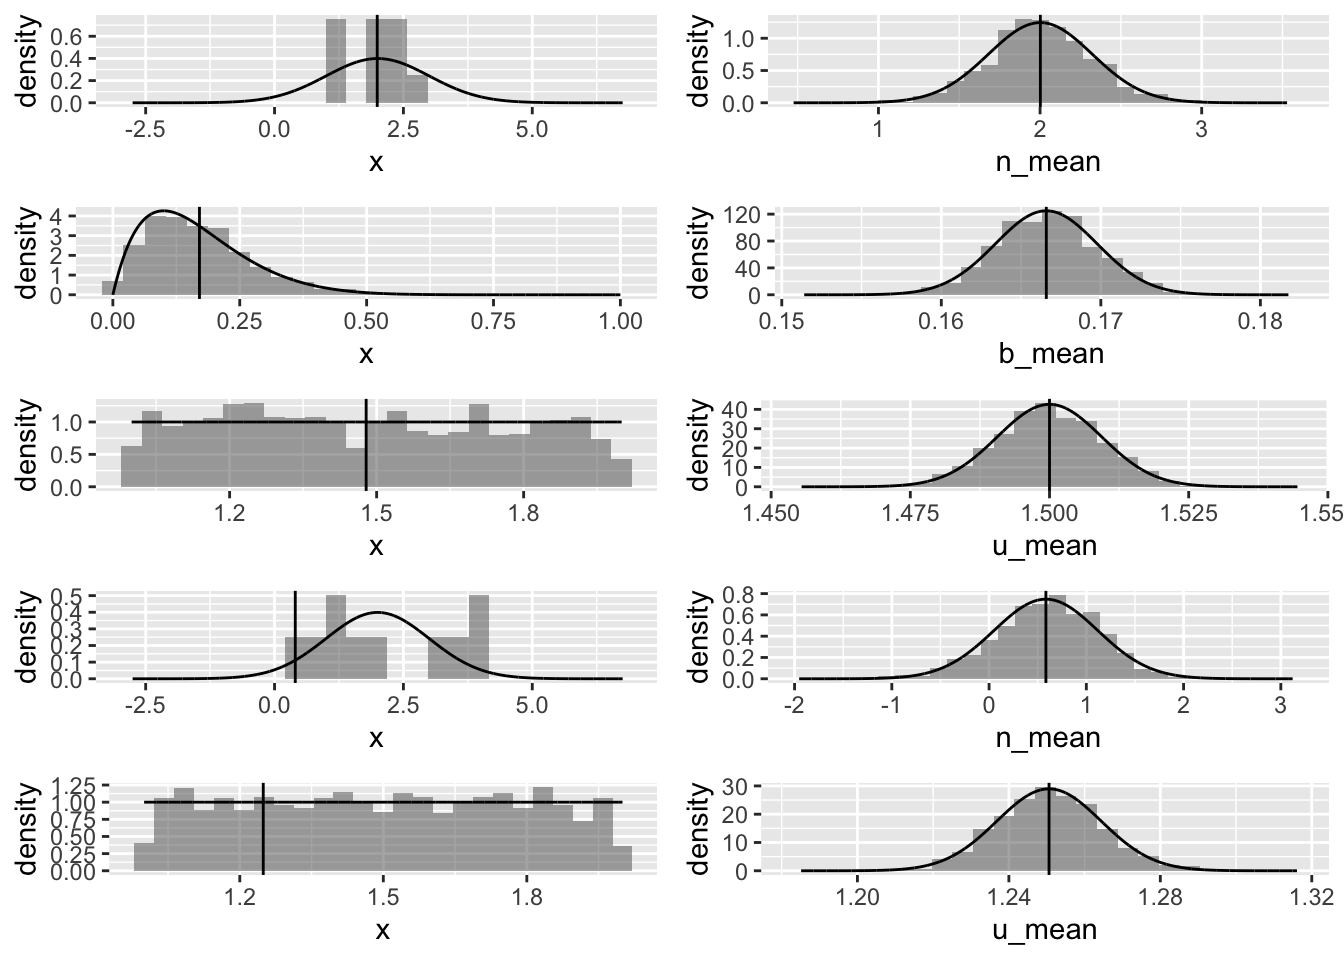 density
0.6
0.4
0.2
0.0
-2.5 0.0 2.5 5.0
x
density
1.0
0.5
0.0
1 2 3
n_mean
density
4
3
2
1
0
0.00 0.25 0.50 0.75 1.00
x
density
120
80
40
0
0.15 0.16 0.17 0.18
b_mean
density
1.0
0.5
0.0
1.2 1.5 1.8
x
density
40
30
20
10
0
1.450 1.475 1.500 1.525 1.55
u_mean
density
0.5
0.4
0.3
0.2
0.1
0.0
-2.5 0.0 2.5 5.0
x
density
0.8
0.6
0.4
0.2
0.0
-2 -1 0 1 2 3
n_mean
density
1.25
1.00
0.75
0.50
0.25
0.00
1.2 1.5 1.8
x
density
30
20
10
0
1.20 1.24 1.28 1.32
u_mean